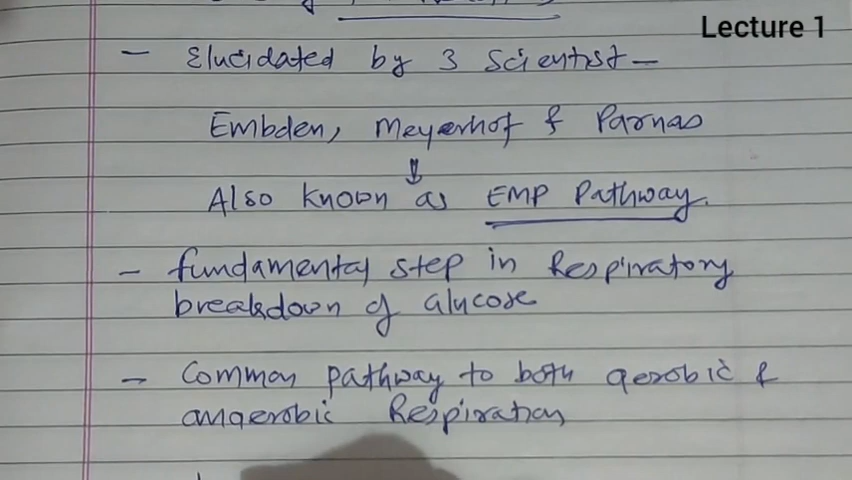 Lecture 1
- Elucidated by 3 Scientist -
Embden, Meyerhof & Parnas
↓
Also known as EMP Pathway.
- fundamental step in Respiratory
breakdown of glucose
- Common pathway to both aerobic &
anaerobic Respiration